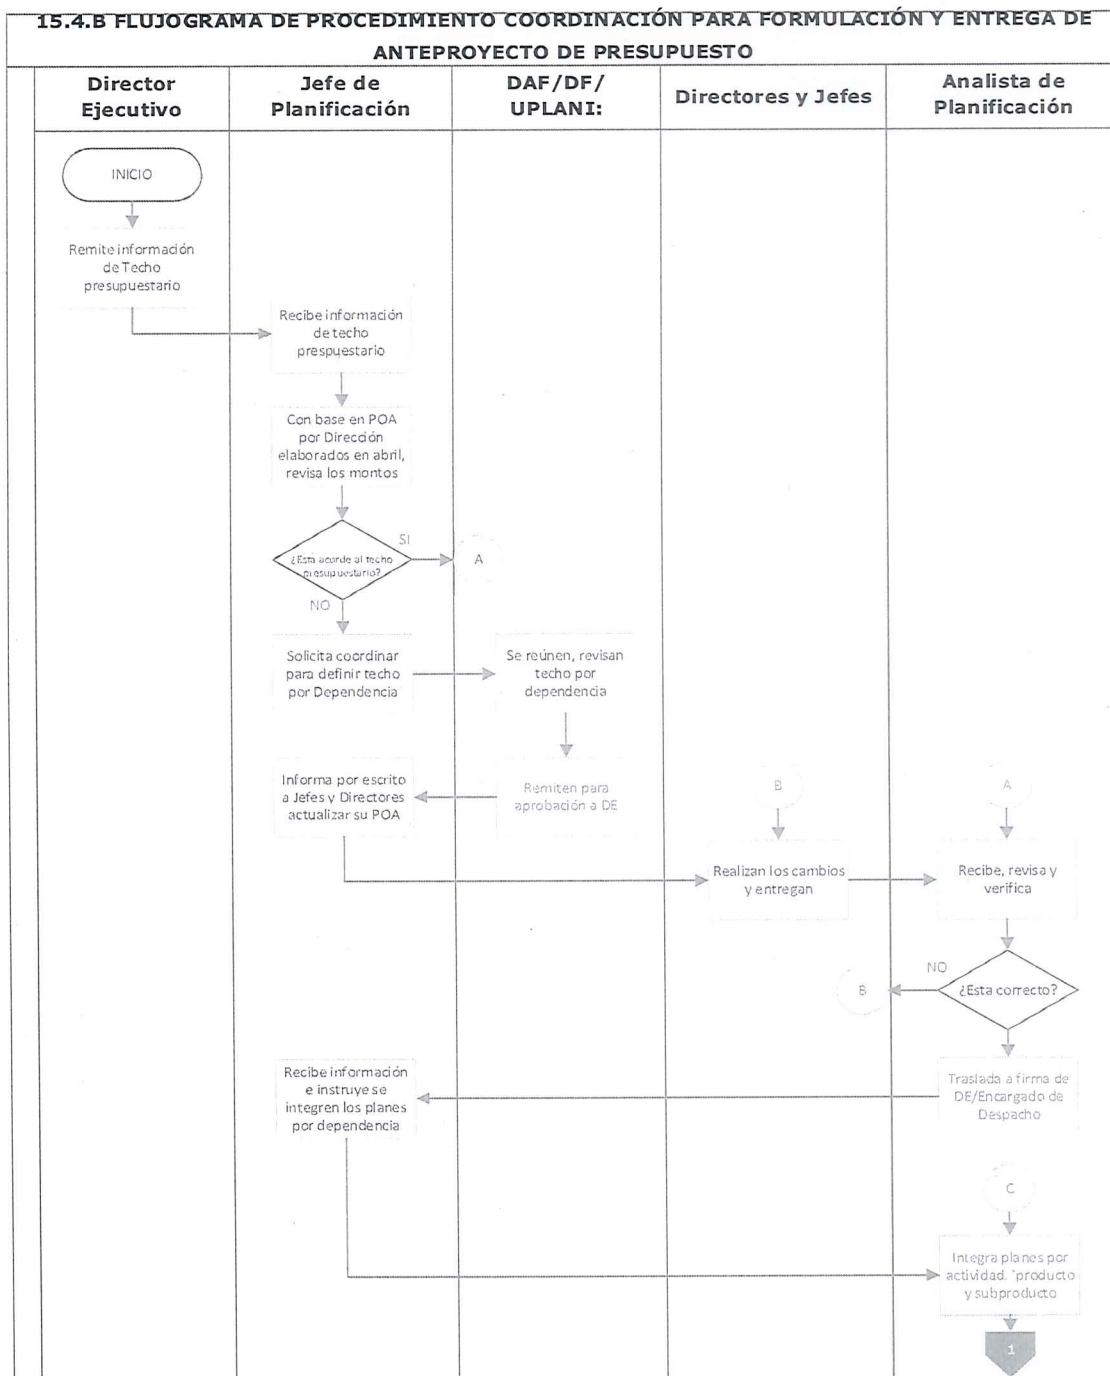 15.4.B FLUJOGRAMA DE PROCEDIMIENTO COORDINACIÓN PARA FORMULACIÓN Y ENTREGA DE
ANTEPROYECTO DE PRESUPUESTO
Director
Ejecutivo
Jefe de
Planificación
DAF/DF/
UPLANI:
Directores y Jefes
Analista de
Planificación
INICIO
Remite información
de Techo
presupuestario
Recibe información
de techo
prespuestario
Con base en POA
por Dirección
elaborados en abril,
revisa los montos
¿Esta acorde al techo
presupuestario?
SI
A
NO
Solicita coordinar
para definir techo
por Dependencia
Se reúnen, revisan
techo por
dependencia
Informa por escrito
a Jefes y Directores
actualizar su POA
Remiten para
aprobación a DE
B
A
Realizan los cambios
y entregan
Recibe, revisa y
verifica
NO
B
¿Esta correcto?
Recibe información
e instruye se
integren los planes
por dependencia
Traslada a firma de
DE/Encargado de
Despacho
C
Integra planes por
actividad, producto
y subproducto
1